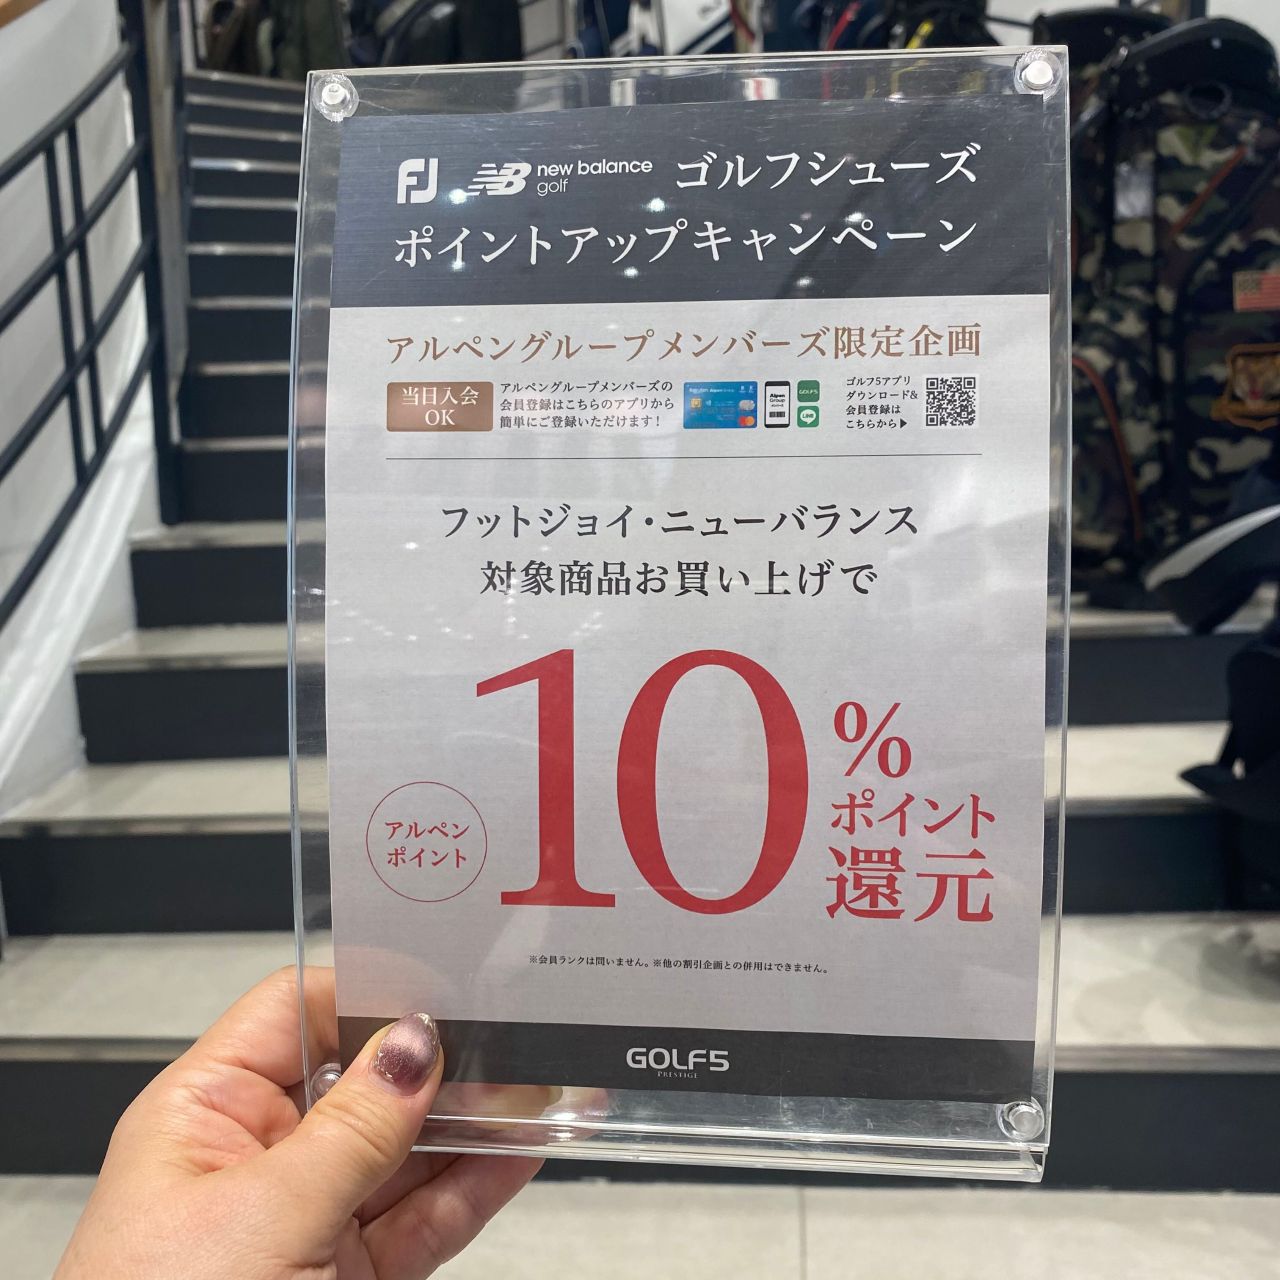 FJ new balance golf ゴルフシューズ
ポイントアップキャンペーン
アルペングループメンバーズ限定企画
当日入会
OK
アルペングループメンバーズの
会員登録はこちらのアプリから
簡単にご登録いただけます!
Alpen
Group
GOLF5
LINE
ゴルフ5アプリ
ダウンロード&
会員登録は
こちらから▶
フットジョイ・ニューバランス
対象商品お買い上げで
アルペン
ポイント
10%
ポイント
還元
※会員ランクは問いません。※他の割引企画との併用はできません。
GOLF5
PRESTIGE